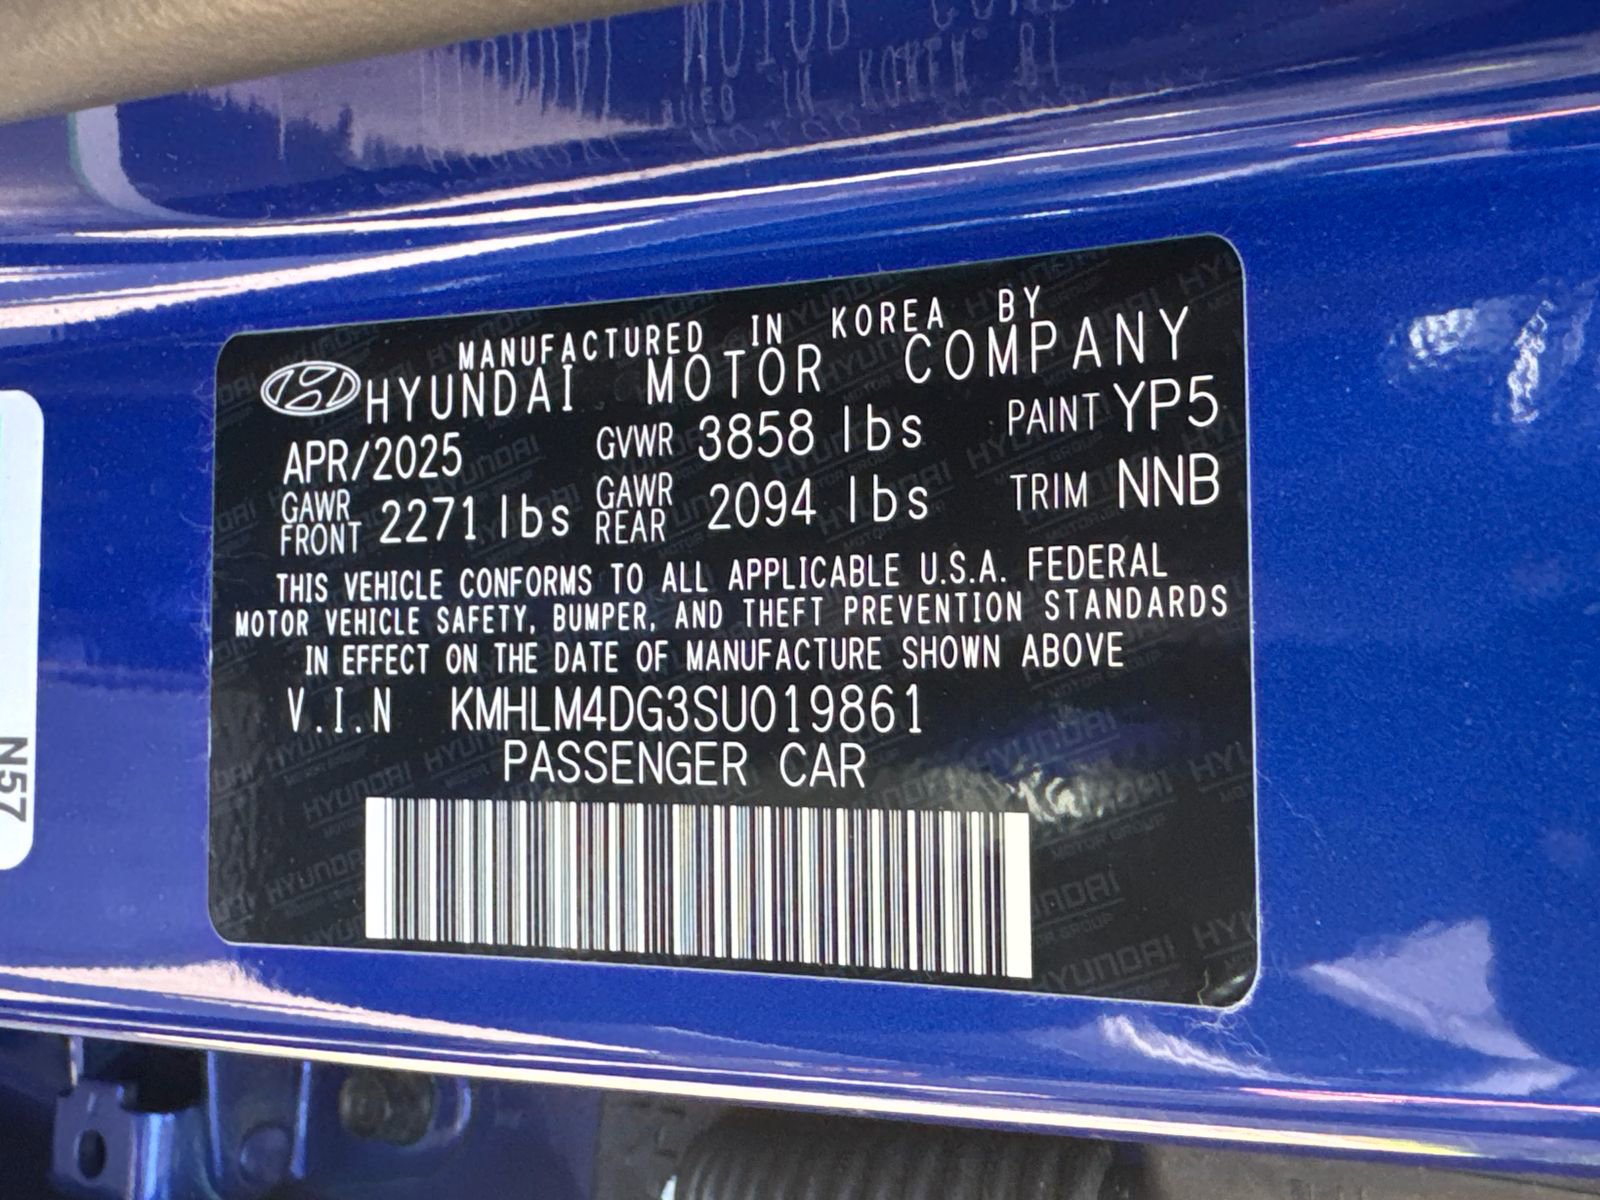 MANUFACTURED IN KOREA BY
HYUNDAI MOTOR COMPANY
APR/2025 GVWR 3858 lbs PAINT YP5
GAWR FRONT 2271 lbs GAWR REAR 2094 lbs TRIM NNB
THIS VEHICLE CONFORMS TO ALL APPLICABLE U.S.A. FEDERAL
MOTOR VEHICLE SAFETY, BUMPER, AND THEFT PREVENTION STANDARDS
IN EFFECT ON THE DATE OF MANUFACTURE SHOWN ABOVE
V.I.N KMHLM4DG3SU019861
PASSENGER CAR
N57